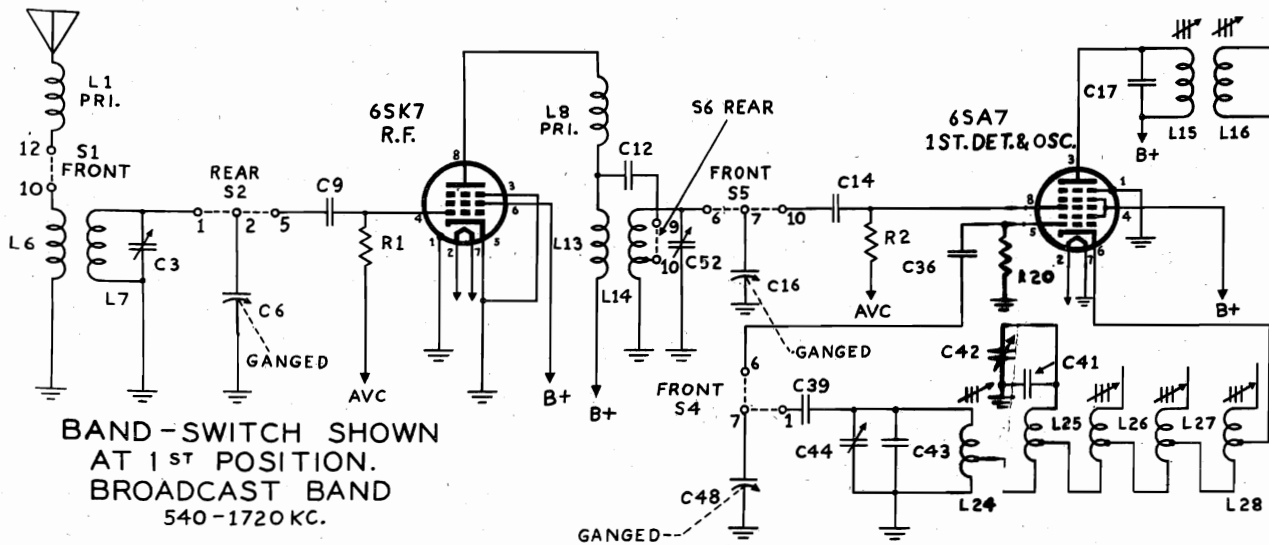 L1
PRI.
12
S1
FRONT
10
L6
L7
C3
REAR
S2
1
2
5
C6
GANGED
C9
R1
AVC
6SK7
R.F.
8
4
3
6
1
2
7
5
B+
L8
PRI.
C12
S6 REAR
L13
L14
9
10
C52
B+
FRONT
S5
6
7
10
C16
GANGED
C14
R2
AVC
6SA7
1ST. DET. & OSC.
3
8
5
1
4
2
7
6
C36
R20
C17
B+
L15
L16
B+
6
FRONT
S4
7
1
C39
C44
C43
C48
GANGED
L24
C42
C41
L25
L26
L27
L28
BAND-SWITCH SHOWN
AT 1ST POSITION.
BROADCAST BAND
540-1720 KC.